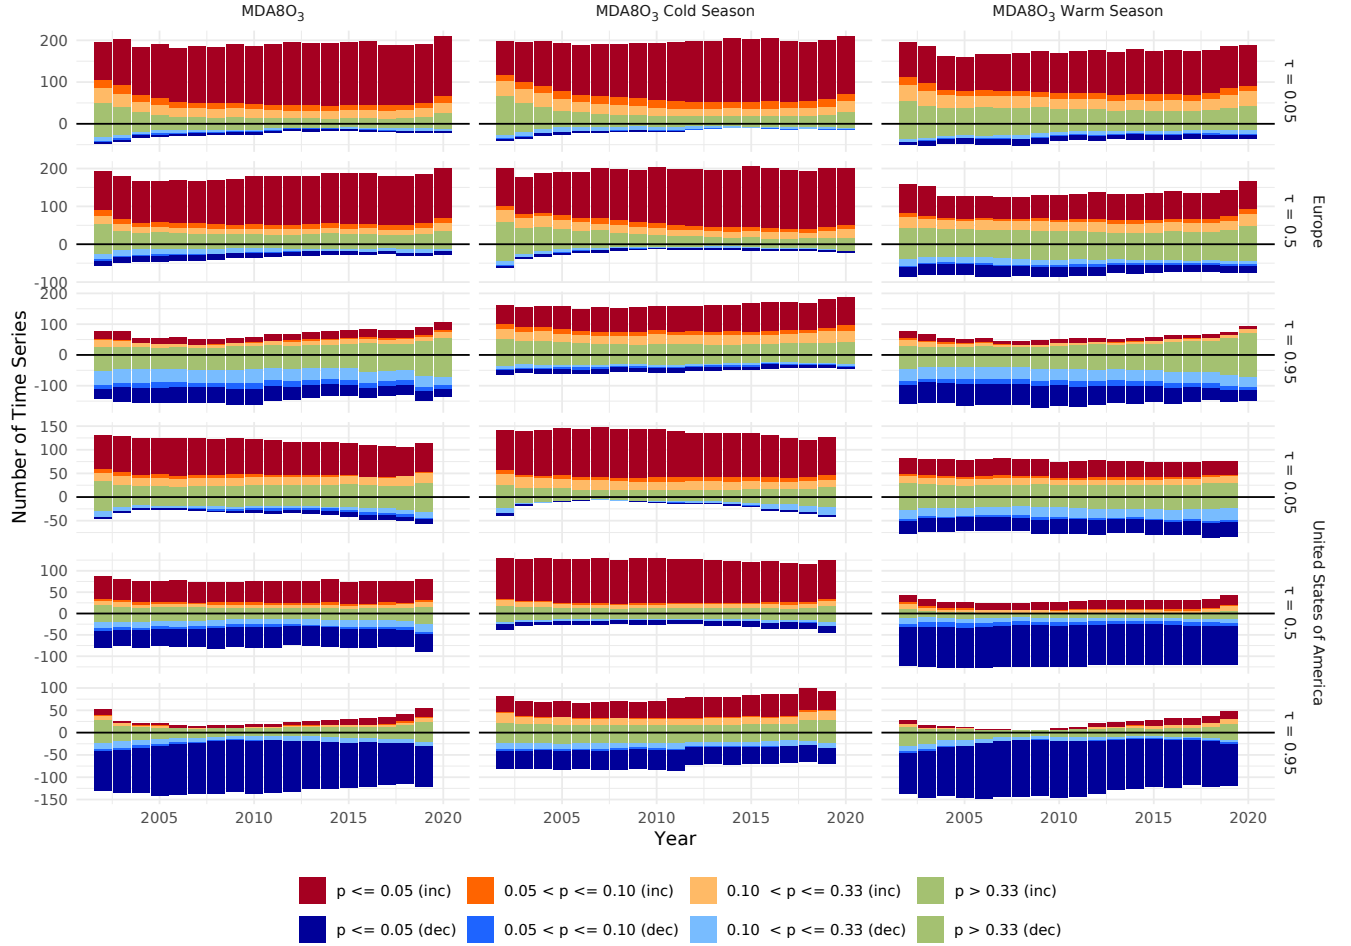 MDA8O3
MDA8O3 Cold Season
MDA8O3 Warm Season
Number of Time Series
200
100
0
τ = 0.05
200
100
0
-100
τ = 0.5
Europe
200
100
0
-100
τ = 0.95
150
100
50
0
-50
τ = 0.05
100
50
0
-50
-100
τ = 0.5
United States of America
100
50
0
-50
-100
-150
τ = 0.95
2005 2010 2015 2020
2005 2010 2015 2020
2005 2010 2015 2020
Year
p <= 0.05 (inc)
0.05 < p <= 0.10 (inc)
0.10 < p <= 0.33 (inc)
p > 0.33 (inc)
p <= 0.05 (dec)
0.05 < p <= 0.10 (dec)
0.10 < p <= 0.33 (dec)
p > 0.33 (dec)